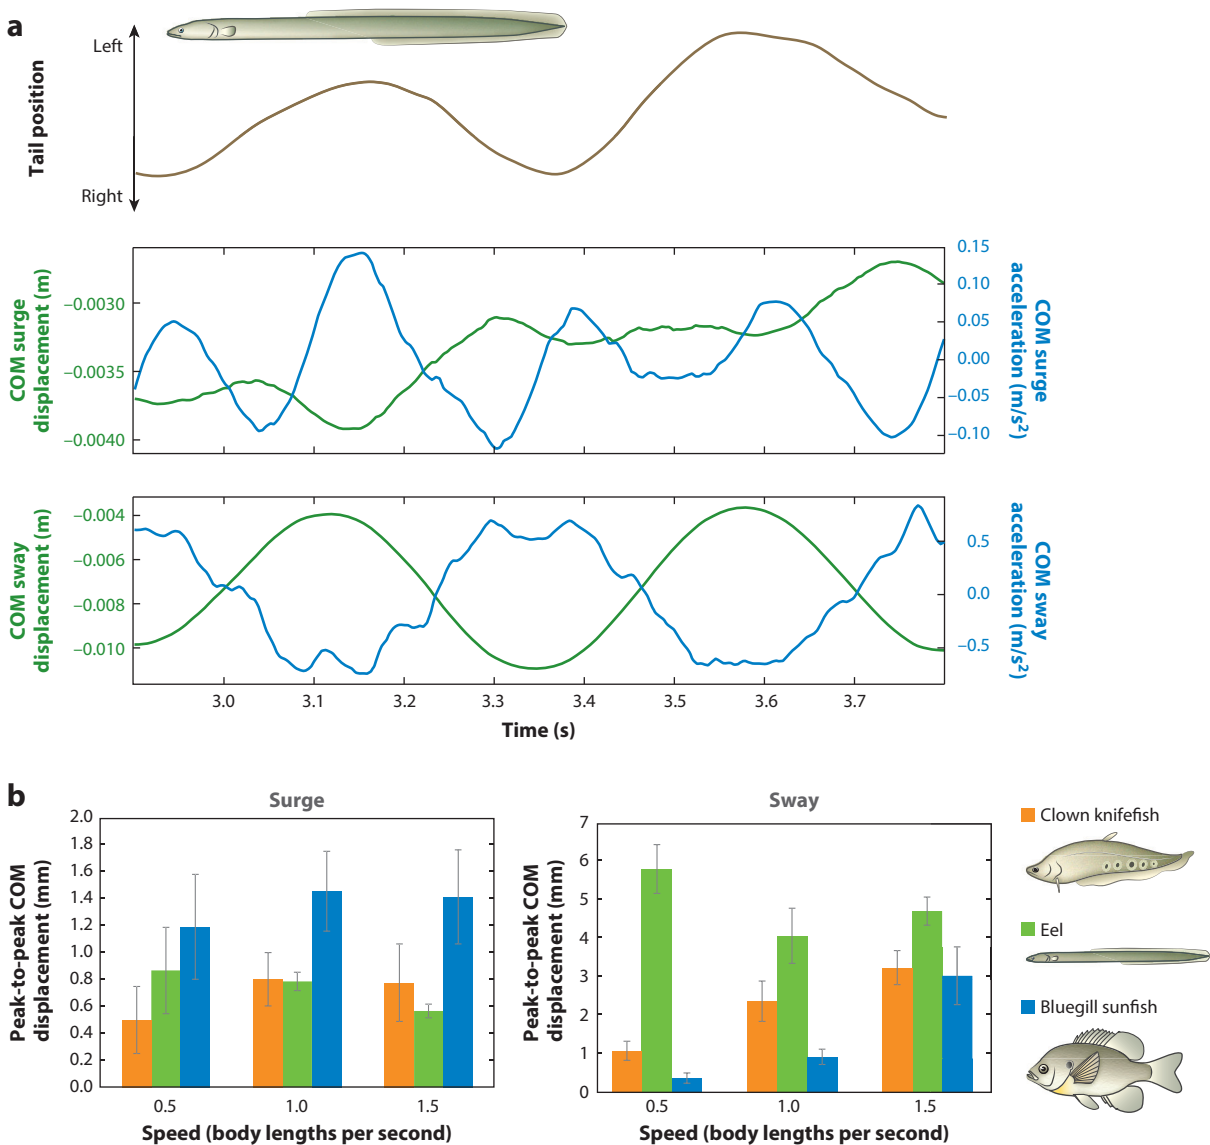 a
Left
Tail position
Right
COM surge
displacement (m)
−0.0030
−0.0035
−0.0040
0.15
0.10
0.05
0.00
−0.05
−0.10
COM surge
acceleration (m/s²)
COM sway
displacement (m)
−0.004
−0.006
−0.008
−0.010
0.5
0.0
−0.5
COM sway
acceleration (m/s²)
3.0 3.1 3.2 3.3 3.4 3.5 3.6 3.7
Time (s)
b
Surge
Peak-to-peak COM
displacement (mm)
2.0
1.8
1.6
1.4
1.2
1.0
0.8
0.6
0.4
0.2
0.0
0.5 1.0 1.5
Speed (body lengths per second)
Sway
Peak-to-peak COM
displacement (mm)
7
6
5
4
3
2
1
0
0.5 1.0 1.5
Speed (body lengths per second)
Clown knifefish
Eel
Bluegill sunfish